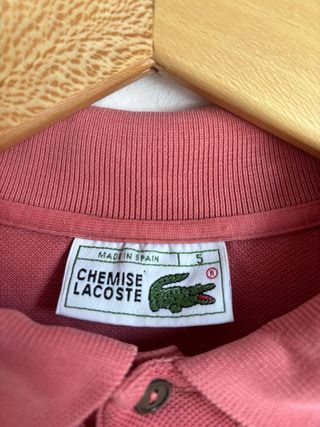 MADE IN SPAIN 5
CHEMISE
LACOSTE ®